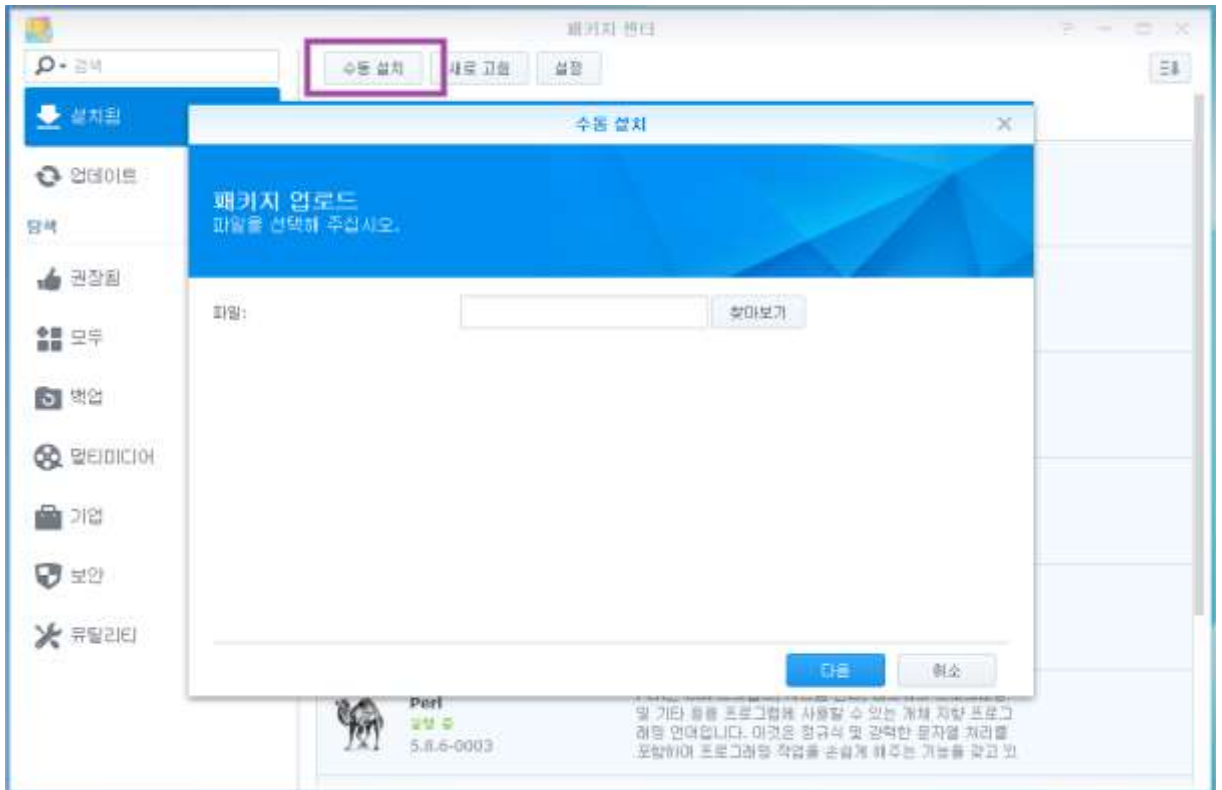 패키지 센터
검색
수동 설치
새로 고침
설정
설치됨
수동 설치
업데이트
패키지 업로드
파일을 선택해 주십시오.
탐색
권장됨
파일:
찾아보기
모두
백업
멀티미디어
기업
보안
유틸리티
다음
취소
Perl
실행 중
5.8.6-0003
및 기타 응용 프로그램에 사용할 수 있는 개체 지향 프로그
래밍 언어입니다. 이것은 정규식 및 강력한 문자열 처리를
포함하여 프로그래밍 작업을 손쉽게 해주는 기능을 갖고 있